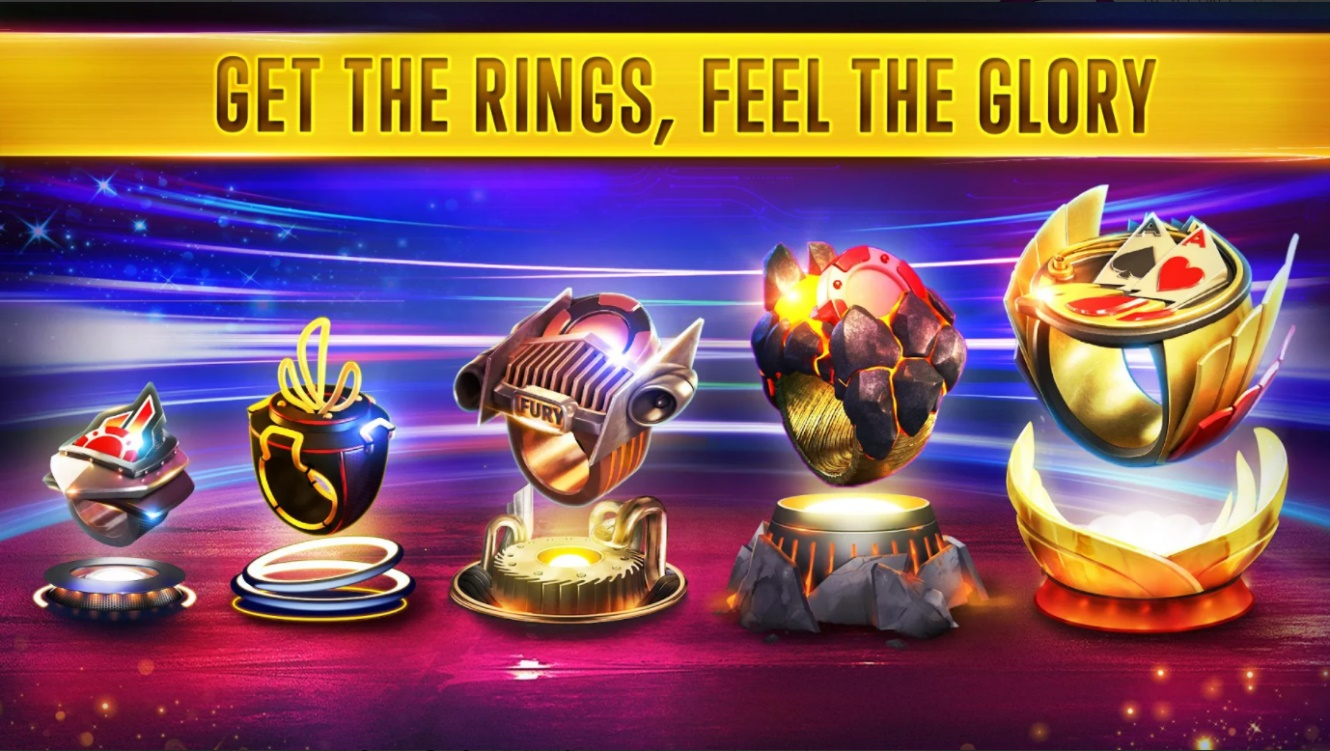 GET THE RINGS, FEEL THE GLORY
FURY
A A